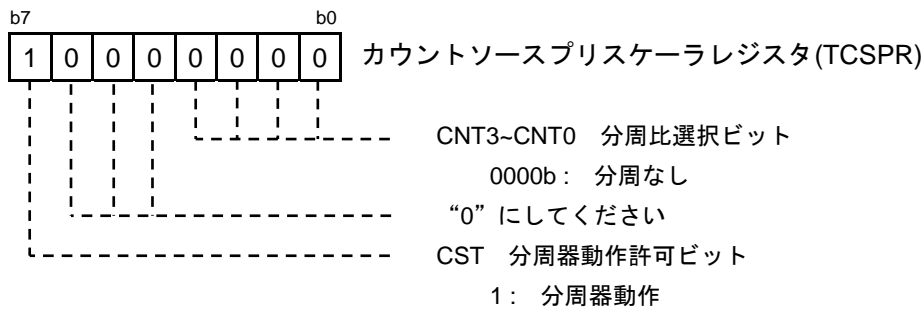 b7 b0
1 0 0 0 0 0 0 0 カウントソースプリスケーラレジスタ(TCSPR)
CNT3~CNT0 分周比選択ビット
0000b : 分周なし
“0”にしてください
CST 分周器動作許可ビット
1 : 分周器動作